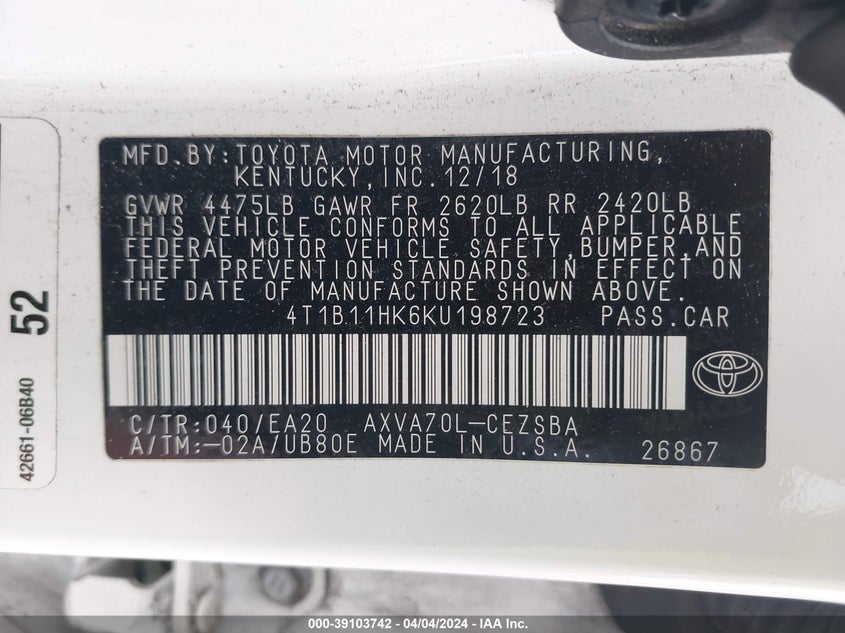 MFD.BY:TOYOTA MOTOR MANUFACTURING,
KENTUCKY,INC.12/18
GVWR 4475LB GAWR FR 2620LB RR 2420LB
THIS VEHICLE CONFORMS TO ALL APPLICABLE
FEDERAL MOTOR VEHICLE SAFETY,BUMPER,AND
THEFT PREVENTION STANDARDS IN EFFECT ON
THE DATE OF MANUFACTURE SHOWN ABOVE.
4T1B11HK6KU198723 PASS.CAR
C/TR:040/EA20 AXVA70L-CEZSBA
A/TM:-02A/UB80E MADE IN U.S.A. 26867
52
42661-06B40
000-39103742 - 04/04/2024 - IAA Inc.